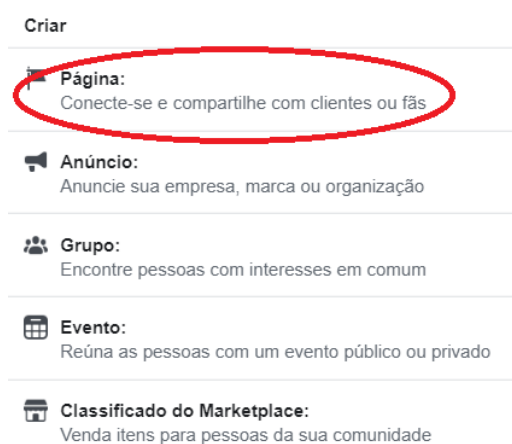 Criar
Página:
Conecte-se e compartilhe com clientes ou fãs
Anúncio:
Anuncie sua empresa, marca ou organização
Grupo:
Encontre pessoas com interesses em comum
Evento:
Reúna as pessoas com um evento público ou privado
Classificado do Marketplace:
Venda itens para pessoas da sua comunidade